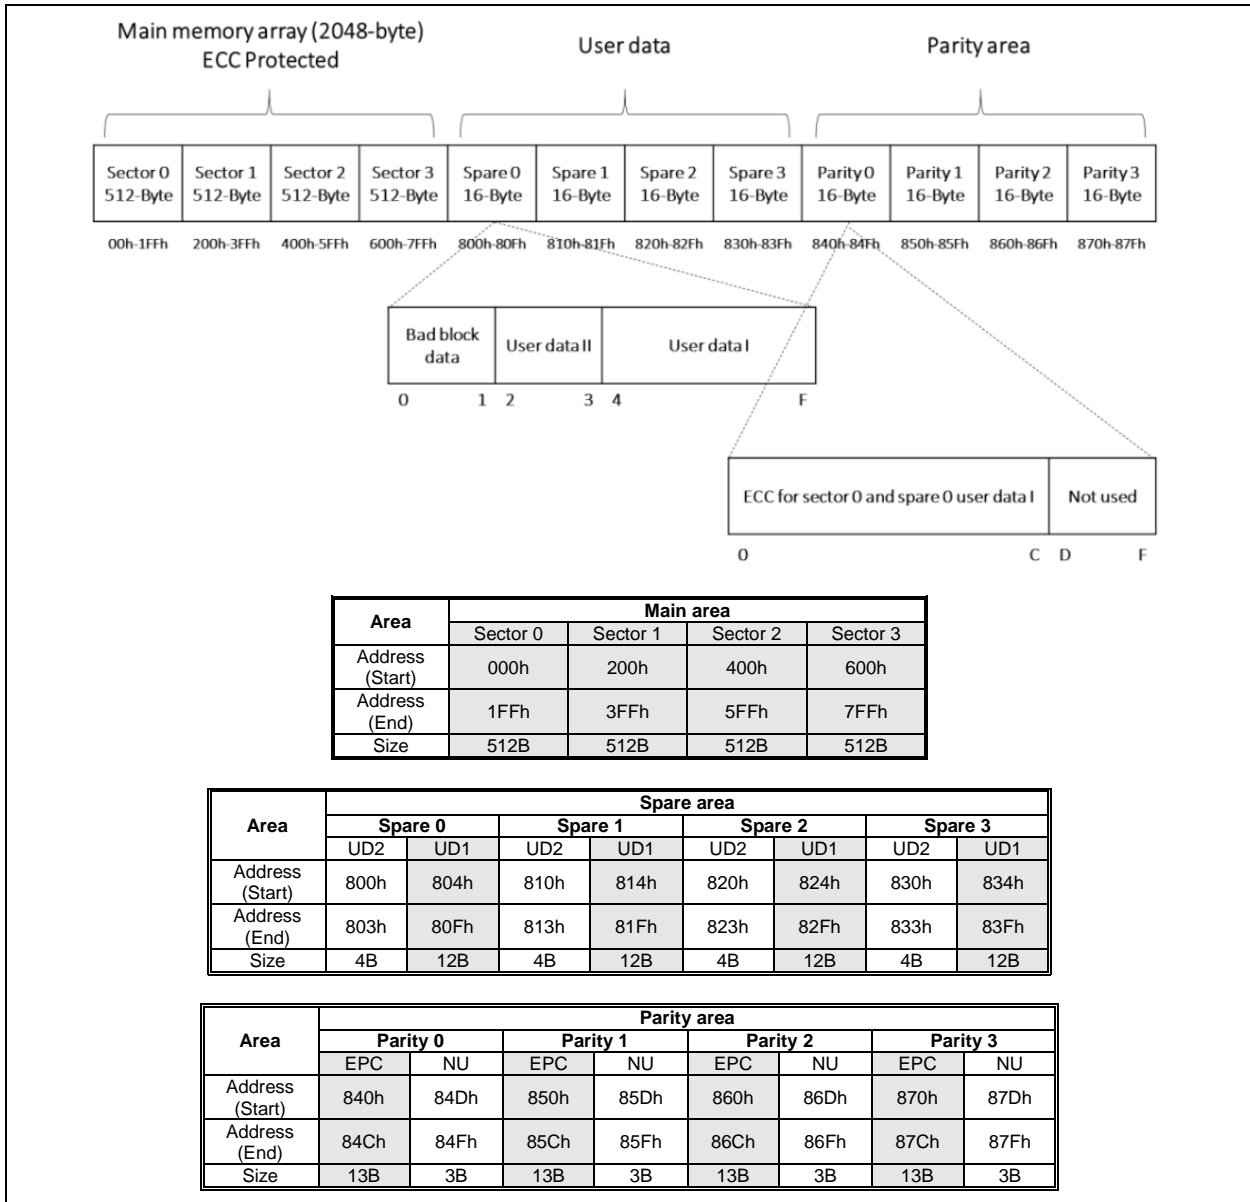 Main memory array (2048-byte)
ECC Protected
User data
Parity area
Sector 0 Sector 1 Sector 2 Sector 3 Spare 0 Spare 1 Spare 2 Spare 3 Parity 0 Parity 1 Parity 2 Parity 3
512-Byte 512-Byte 512-Byte 512-Byte 16-Byte 16-Byte 16-Byte 16-Byte 16-Byte 16-Byte 16-Byte 16-Byte
00h-1FFh 200h-3FFh 400h-5FFh 600h-7FFh 800h-80Fh 810h-81Fh 820h-82Fh 830h-83Fh 840h-84Fh 850h-85Fh 860h-86Fh 870h-87Fh
Bad block
data
User data II
User data I
0 1 2 3 4 F
ECC for sector 0 and spare 0 user data I
Not used
0 C D F
Area
Main area
Sector 0 Sector 1 Sector 2 Sector 3
Address
(Start)
000h 200h 400h 600h
Address
(End)
1FFh 3FFh 5FFh 7FFh
Size 512B 512B 512B 512B
Area
Spare area
Spare 0 Spare 1 Spare 2 Spare 3
UD2 UD1 UD2 UD1 UD2 UD1 UD2 UD1
Address
(Start)
800h 804h 810h 814h 820h 824h 830h 834h
Address
(End)
803h 80Fh 813h 81Fh 823h 82Fh 833h 83Fh
Size 4B 12B 4B 12B 4B 12B 4B 12B
Area
Parity area
Parity 0 Parity 1 Parity 2 Parity 3
EPC NU EPC NU EPC NU EPC NU
Address
(Start)
840h 84Dh 850h 85Dh 860h 86Dh 870h 87Dh
Address
(End)
84Ch 84Fh 85Ch 85Fh 86Ch 86Fh 87Ch 87Fh
Size 13B 3B 13B 3B 13B 3B 13B 3B